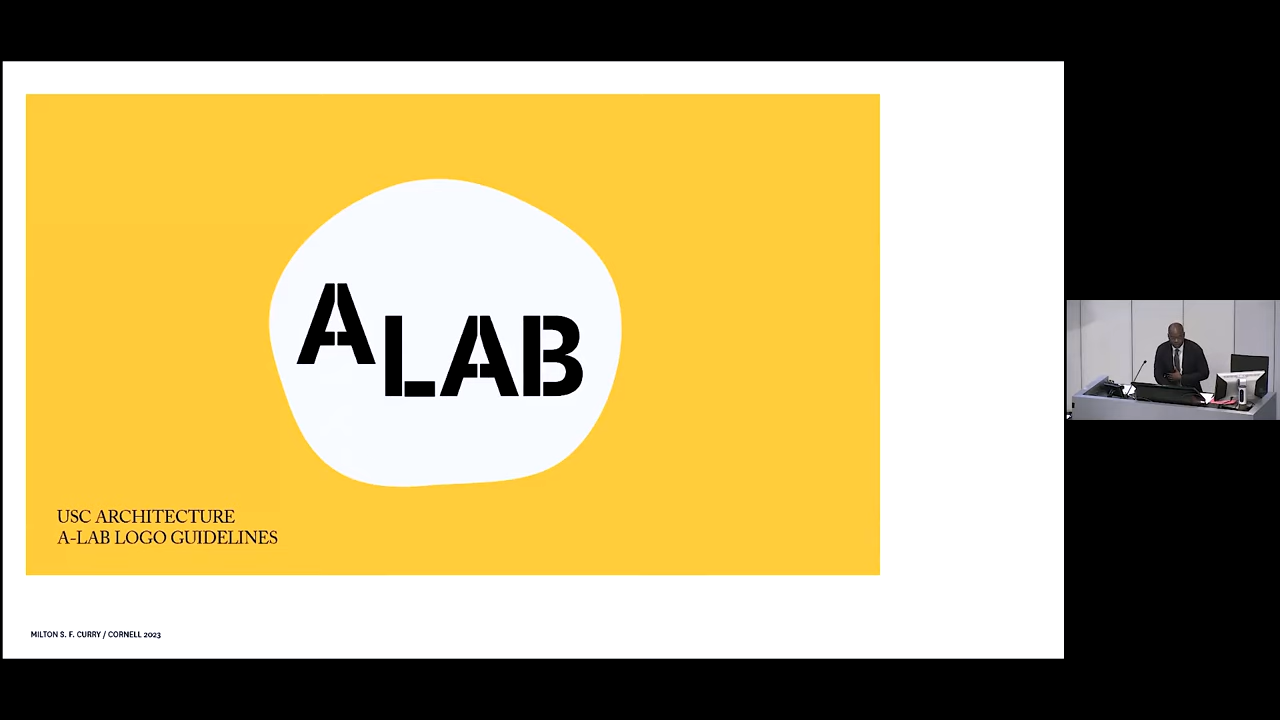 A LAB
USC ARCHITECTURE
A-LAB LOGO GUIDELINES
MILTON S. F. CURRY / CORNELL 2023